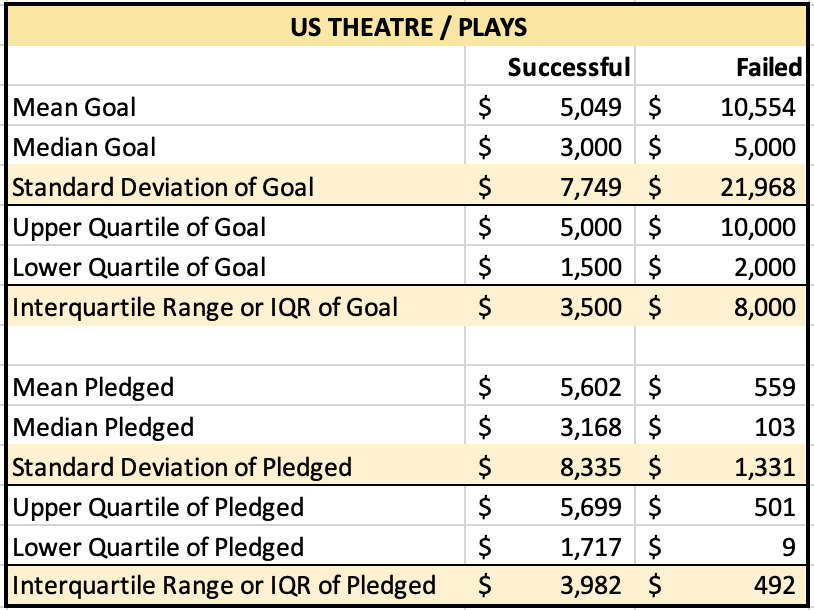 US THEATRE / PLAYS
Successful Failed
Mean Goal $ 5,049 $ 10,554
Median Goal $ 3,000 $ 5,000
Standard Deviation of Goal $ 7,749 $ 21,968
Upper Quartile of Goal $ 5,000 $ 10,000
Lower Quartile of Goal $ 1,500 $ 2,000
Interquartile Range or IQR of Goal $ 3,500 $ 8,000
Mean Pledged $ 5,602 $ 559
Median Pledged $ 3,168 $ 103
Standard Deviation of Pledged $ 8,335 $ 1,331
Upper Quartile of Pledged $ 5,699 $ 501
Lower Quartile of Pledged $ 1,717 $ 9
Interquartile Range or IQR of Pledged $ 3,982 $ 492